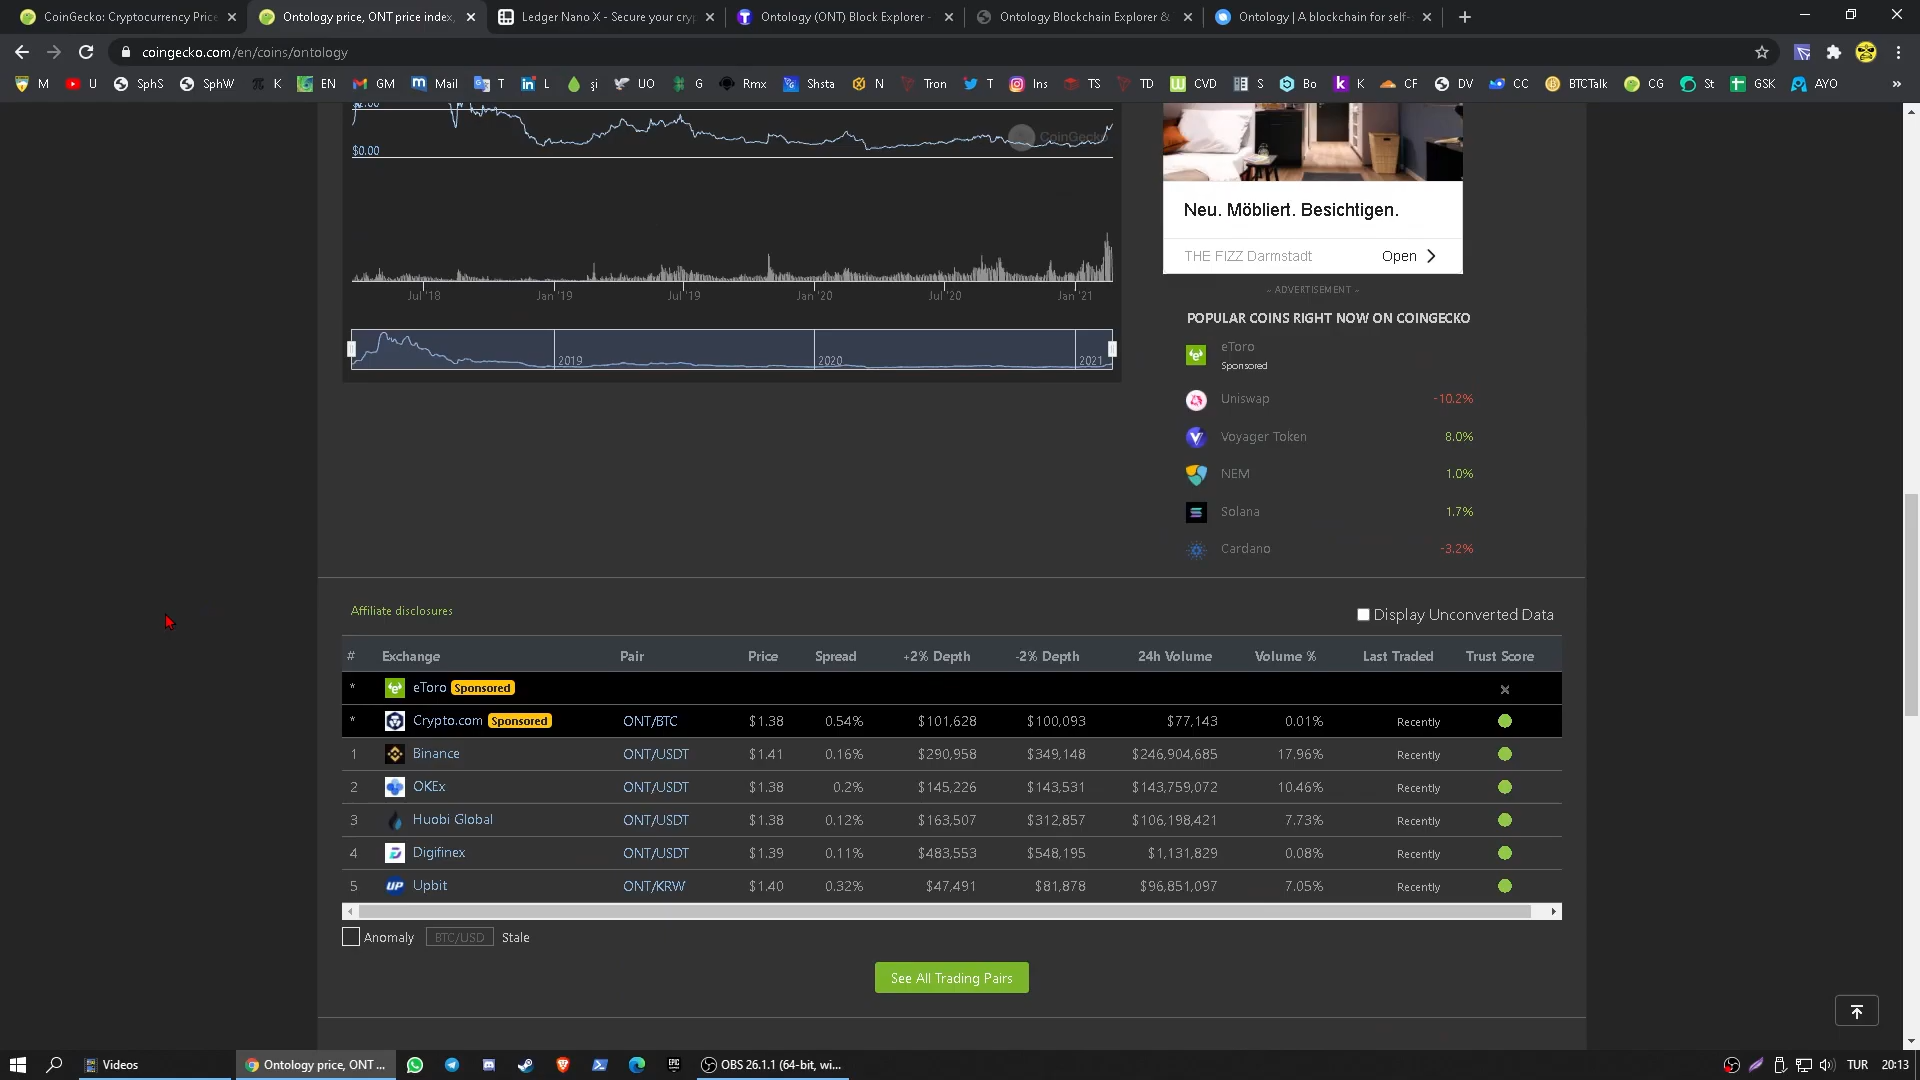 CoinGecko: Cryptocurrency Price
Ontology price, ONT price index,
Ledger Nano X - Secure your cry
Ontology (ONT) Block Explorer -
Ontology Blockchain Explorer &
Ontology | A blockchain for self-
coingecko.com/en/coins/ontology
M U SphS SphW K EN GM Mail T L şi UO G Rmx Shsta N Tron T Ins TS TD CVD S Bo K CF DV CC BTCTalk CG St GSK AYO »
$2.00
CoinGecko
$0.00
Jul '18 Jan '19 Jul '19 Jan '20 Jul '20 Jan '21
2019 2020 2021
Neu. Möbliert. Besichtigen.
THE FIZZ Darmstadt Open
- ADVERTISEMENT -
POPULAR COINS RIGHT NOW ON COINGECKO
eToro
Sponsored
Uniswap -10.2%
Voyager Token 8.0%
NEM 1.0%
Solana 1.7%
Cardano -3.2%
Affiliate disclosures
Display Unconverted Data
# Exchange Pair Price Spread +2% Depth -2% Depth 24h Volume Volume % Last Traded Trust Score
* eToro Sponsored
* Crypto.com Sponsored ONT/BTC $1.38 0.54% $101,628 $100,093 $77,143 0.01% Recently
1 Binance ONT/USDT $1.41 0.16% $290,958 $349,148 $246,904,685 17.96% Recently
2 OKEx ONT/USDT $1.38 0.2% $145,226 $143,531 $143,759,072 10.46% Recently
3 Huobi Global ONT/USDT $1.38 0.12% $163,507 $312,857 $106,198,421 7.73% Recently
4 Digifinex ONT/USDT $1.39 0.11% $483,553 $548,195 $1,131,829 0.08% Recently
5 UP Upbit ONT/KRW $1.40 0.32% $47,491 $81,878 $96,851,097 7.05% Recently
Anomaly BTC/USD Stale
See All Trading Pairs
Videos
Ontology price, ONT ...
EPIC
OBS 26.1.1 (64-bit, wi...
TUR 20:13